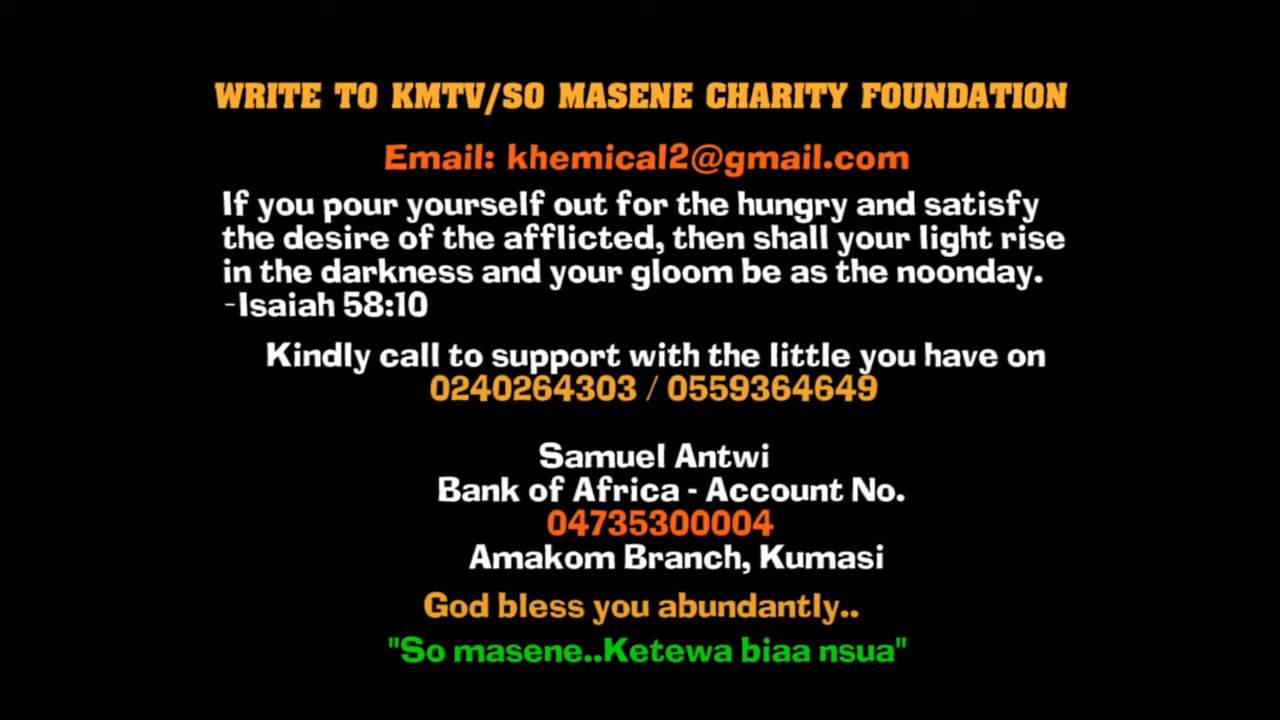 WRITE TO KMTV/SO MASENE CHARITY FOUNDATION
Email: khemical2@gmail.com
If you pour yourself out for the hungry and satisfy
the desire of the afflicted, then shall your light rise
in the darkness and your gloom be as the noonday.
-Isaiah 58:10
Kindly call to support with the little you have on
0240264303 / 0559364649
Samuel Antwi
Bank of Africa - Account No.
04735300004
Amakom Branch, Kumasi
God bless you abundantly..
"So masene..Ketewa biaa nsua"